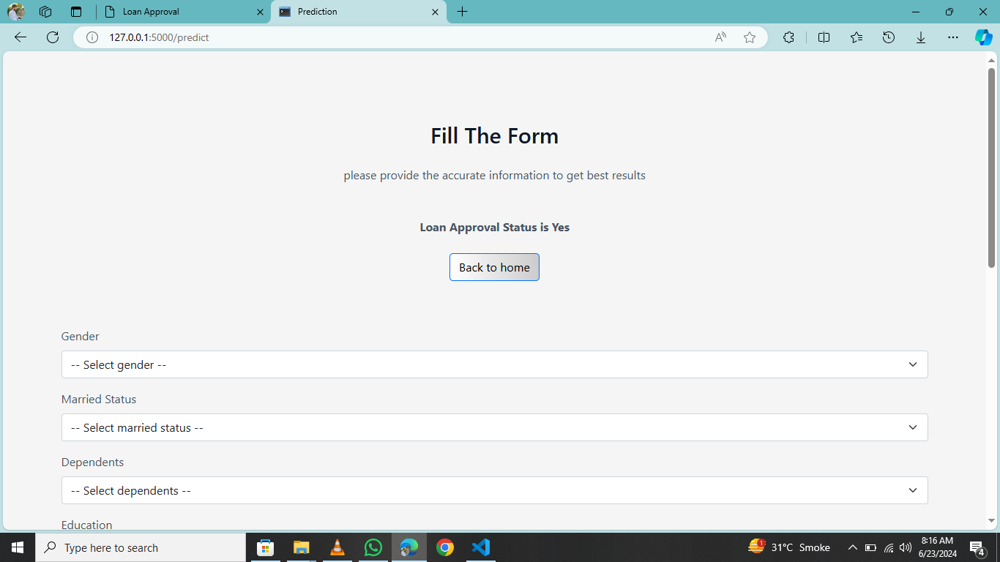 Loan Approval
Prediction
127.0.0.1:5000/predict
Fill The Form
please provide the accurate information to get best results
Loan Approval Status is Yes
Back to home
Gender
-- Select gender --
Married Status
-- Select married status --
Dependents
-- Select dependents --
Education
Type here to search
1
31°C Smoke
8:16 AM
6/23/2024
4